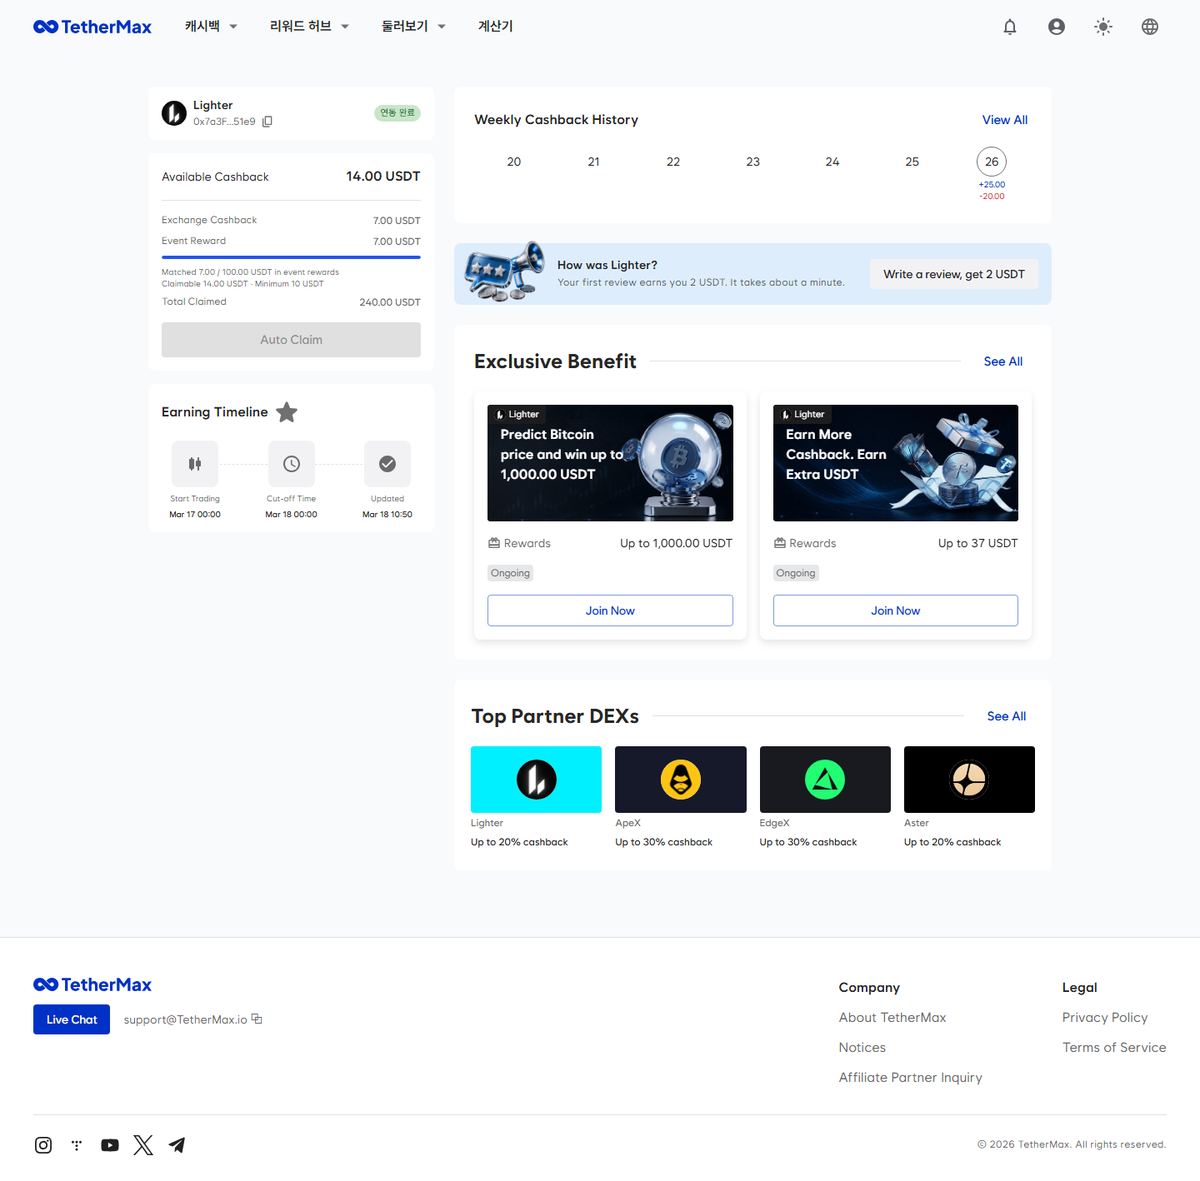 TetherMax
캐시백
리워드 허브
둘러보기
계산기
Lighter
0x7a3F...51e9
연동 완료
Available Cashback
14.00 USDT
Exchange Cashback
7.00 USDT
Event Reward
7.00 USDT
Matched 7.00 / 100.00 USDT in event rewards
Claimable 14.00 USDT · Minimum 10 USDT
Total Claimed
240.00 USDT
Auto Claim
Earning Timeline
Start Trading
Mar 17 00:00
Cut-off Time
Mar 18 00:00
Updated
Mar 18 10:50
Weekly Cashback History
View All
20
21
22
23
24
25
26
+25.00
-20.00
How was Lighter?
Your first review earns you 2 USDT. It takes about a minute.
Write a review, get 2 USDT
Exclusive Benefit
See All
Lighter
Predict Bitcoin
price and win up to
1,000.00 USDT
Rewards
Up to 1,000.00 USDT
Ongoing
Join Now
Lighter
Earn More
Cashback. Earn
Extra USDT
Rewards
Up to 37 USDT
Ongoing
Join Now
Top Partner DEXs
See All
Lighter
Up to 20% cashback
ApeX
Up to 30% cashback
EdgeX
Up to 30% cashback
Aster
Up to 20% cashback
TetherMax
Live Chat
support@TetherMax.io
Company
About TetherMax
Notices
Affiliate Partner Inquiry
Legal
Privacy Policy
Terms of Service
© 2026 TetherMax. All rights reserved.